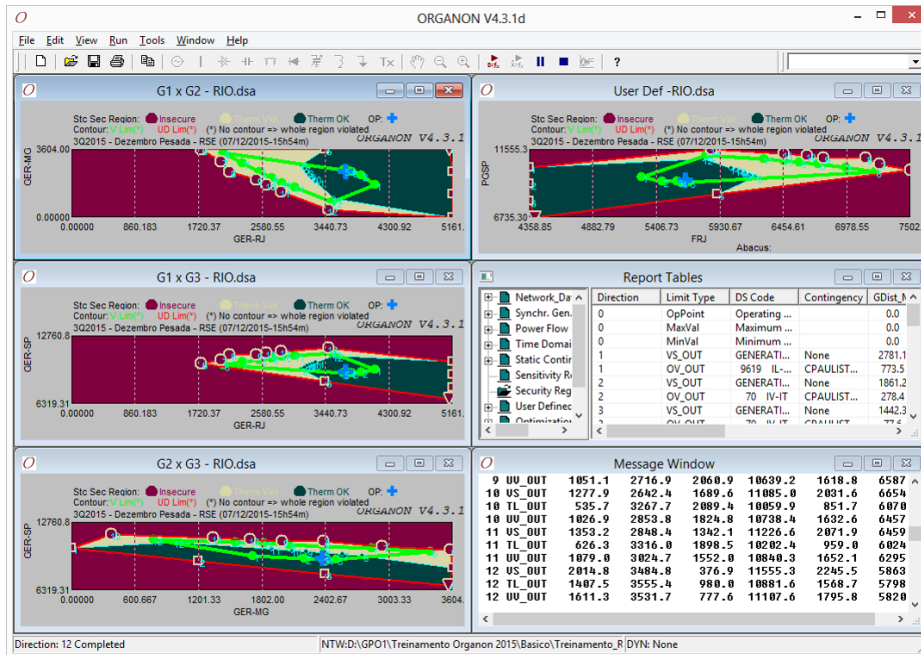 ORGANON V4.3.1d
File Edit View Run Tools Window Help
G1 x G2 - RIO.dsa
Stc Sec Region: Insecure Therm Viol Therm OK OP:
Contour: V Lim(*) UD Lim(*) (*) No contour => whole region violated
3Q2015 - Dezembro Pesada - RSE (07/12/2015-15h54m) ORGANON V4.3.1
3604.00
GER-MG
0.00000
0.00000 860.183 1720.37 2580.55 3440.73 4300.92 5161.
GER-RJ
User Def -RIO.dsa
Stc Sec Region: Insecure Therm Viol Therm OK OP:
Contour: V Lim(*) UD Lim(*) (*) No contour => whole region violated
3Q2015 - Dezembro Pesada - RSE (07/12/2015-15h54m) ORGANON V4.3.1
11555.3
PGSP
6735.30
4358.85 4882.79 5406.73 5930.67 6454.61 6978.55 7502.
FRJ
Abacus:
G1 x G3 - RIO.dsa
Stc Sec Region: Insecure Therm Viol Therm OK OP:
Contour: V Lim(*) UD Lim(*) (*) No contour => whole region violated
3Q2015 - Dezembro Pesada - RSE (07/12/2015-15h54m) ORGANON V4.3.1
12760.8
GER-SP
6319.31
0.00000 860.183 1720.37 2580.55 3440.73 4300.92 5161.
GER-RJ
Report Tables
Network_Da
Synchr. Gen.
Power Flow
Time Domai
Static Contir
Sensitivity R
Security Reg
User Defined
Optimizatio
Direction Limit Type DS Code Contingency GDist_M
0 OpPoint Operating ... 0.0
0 MaxVal Maximum ... 0.0
0 MinVal Minimum ... 0.0
1 VS_OUT GENERATI... None 2781.1
1 OV_OUT 9619 IL-... CPAULIST... 773.5
2 VS_OUT GENERATI... None 1861.2
2 OV_OUT 70 IV-IT CPAULIST... 278.4
3 VS_OUT GENERATI... None 1442.3
3 OV_OUT 70 IV-IT CPAULIST... 77.6
G2 x G3 - RIO.dsa
Stc Sec Region: Insecure Therm Viol Therm OK OP:
Contour: V Lim(*) UD Lim(*) (*) No contour => whole region violated
3Q2015 - Dezembro Pesada - RSE (07/12/2015-15h54m) ORGANON V4.3.1
12760.8
GER-SP
6319.31
0.00000 600.667 1201.33 1802.00 2402.67 3003.33 3604.
GER-MG
Message Window
9 UV_OUT 1051.1 2716.9 2060.9 10639.2 1618.8 6587
10 VS_OUT 1277.9 2642.4 1689.6 11085.0 2031.6 6654
10 TL_OUT 535.7 3267.7 2089.4 10059.9 851.7 6070
10 UV_OUT 1026.9 2853.8 1824.8 10738.4 1632.6 6457
11 VS_OUT 1353.2 2848.4 1342.1 11226.6 2071.9 6459
11 TL_OUT 626.3 3316.0 1898.5 10202.4 959.0 6024
11 UV_OUT 1079.0 3024.7 1552.0 10840.3 1652.1 6295
12 VS_OUT 2014.8 3484.8 376.9 11555.3 2245.5 5863
12 TL_OUT 1407.5 3555.4 980.0 10881.6 1568.7 5798
12 UV_OUT 1611.3 3531.7 777.6 11107.6 1795.8 5820
Direction: 12 Completed NTW:D:\GPO1\Treinamento Organon 2015\Basico\Treinamento_R DYN: None